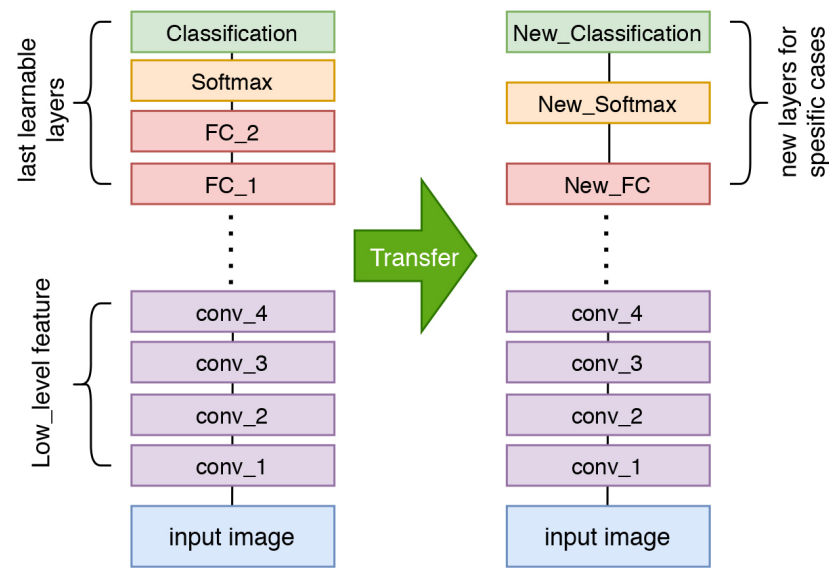 last learnable
layers
Classification
Softmax
FC_2
FC_1
Low_level feature
conv_4
conv_3
conv_2
conv_1
input image
Transfer
New_Classification
New_Softmax
New_FC
conv_4
conv_3
conv_2
conv_1
input image
new layers for
spesific cases